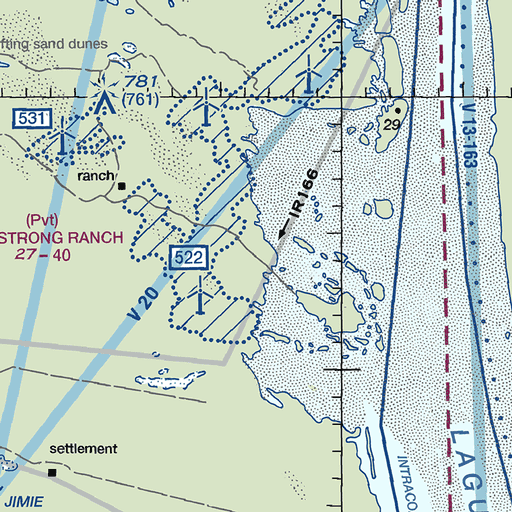 fting sand dunes
781
(761)
531
29
V 13-163
ranch
IR166
(Pvt)
STRONG RANCH
27 - 40
522
V 20
settlement
LAGU
INTRACO
JIMIE